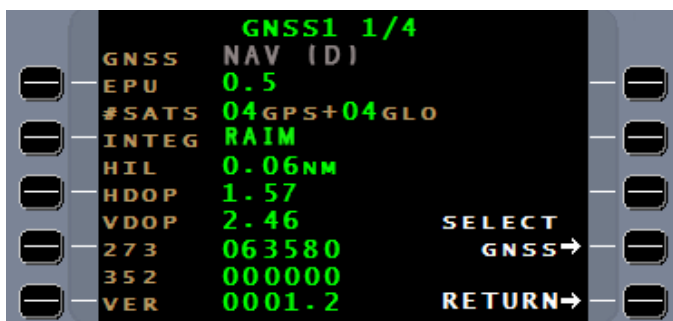 GNSS1 1/4
GNSS NAV (D)
EPU 0.5
#SATS 04GPS+04GLO
INTEG RAIM
HIL 0.06NM
HDOP 1.57
VDOP 2.46 SELECT
273 063580 GNSS→
352 000000
VER 0001.2 RETURN→